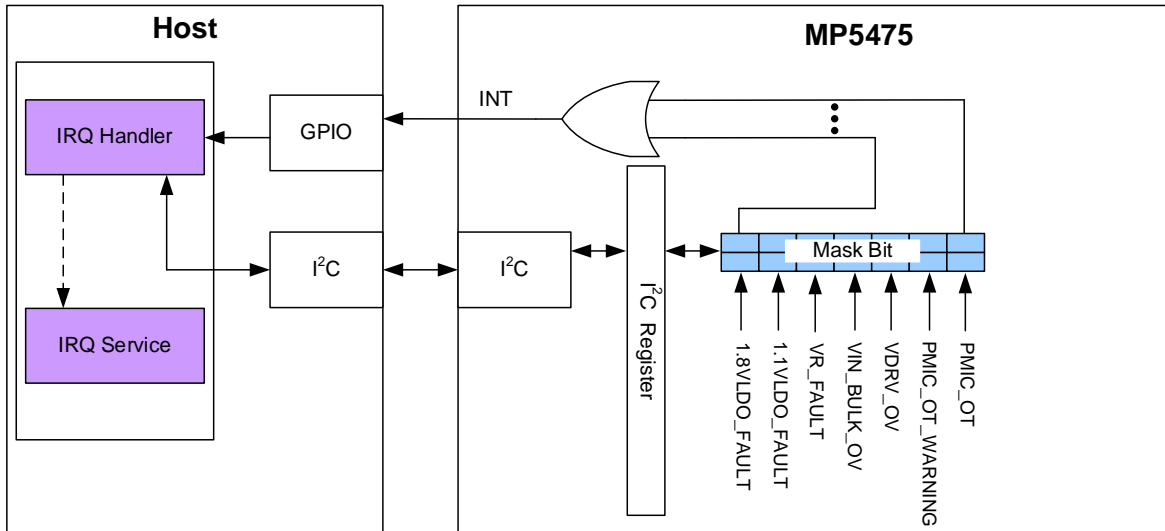 Host
MP5475
IRQ Handler
GPIO
INT
I²C
I²C
I²C Register
Mask Bit
IRQ Service
1.8VLDO_FAULT
1.1VLDO_FAULT
VR_FAULT
VIN_BULK_OV
VDRV_OV
PMIC_OT_WARNING
PMIC_OT